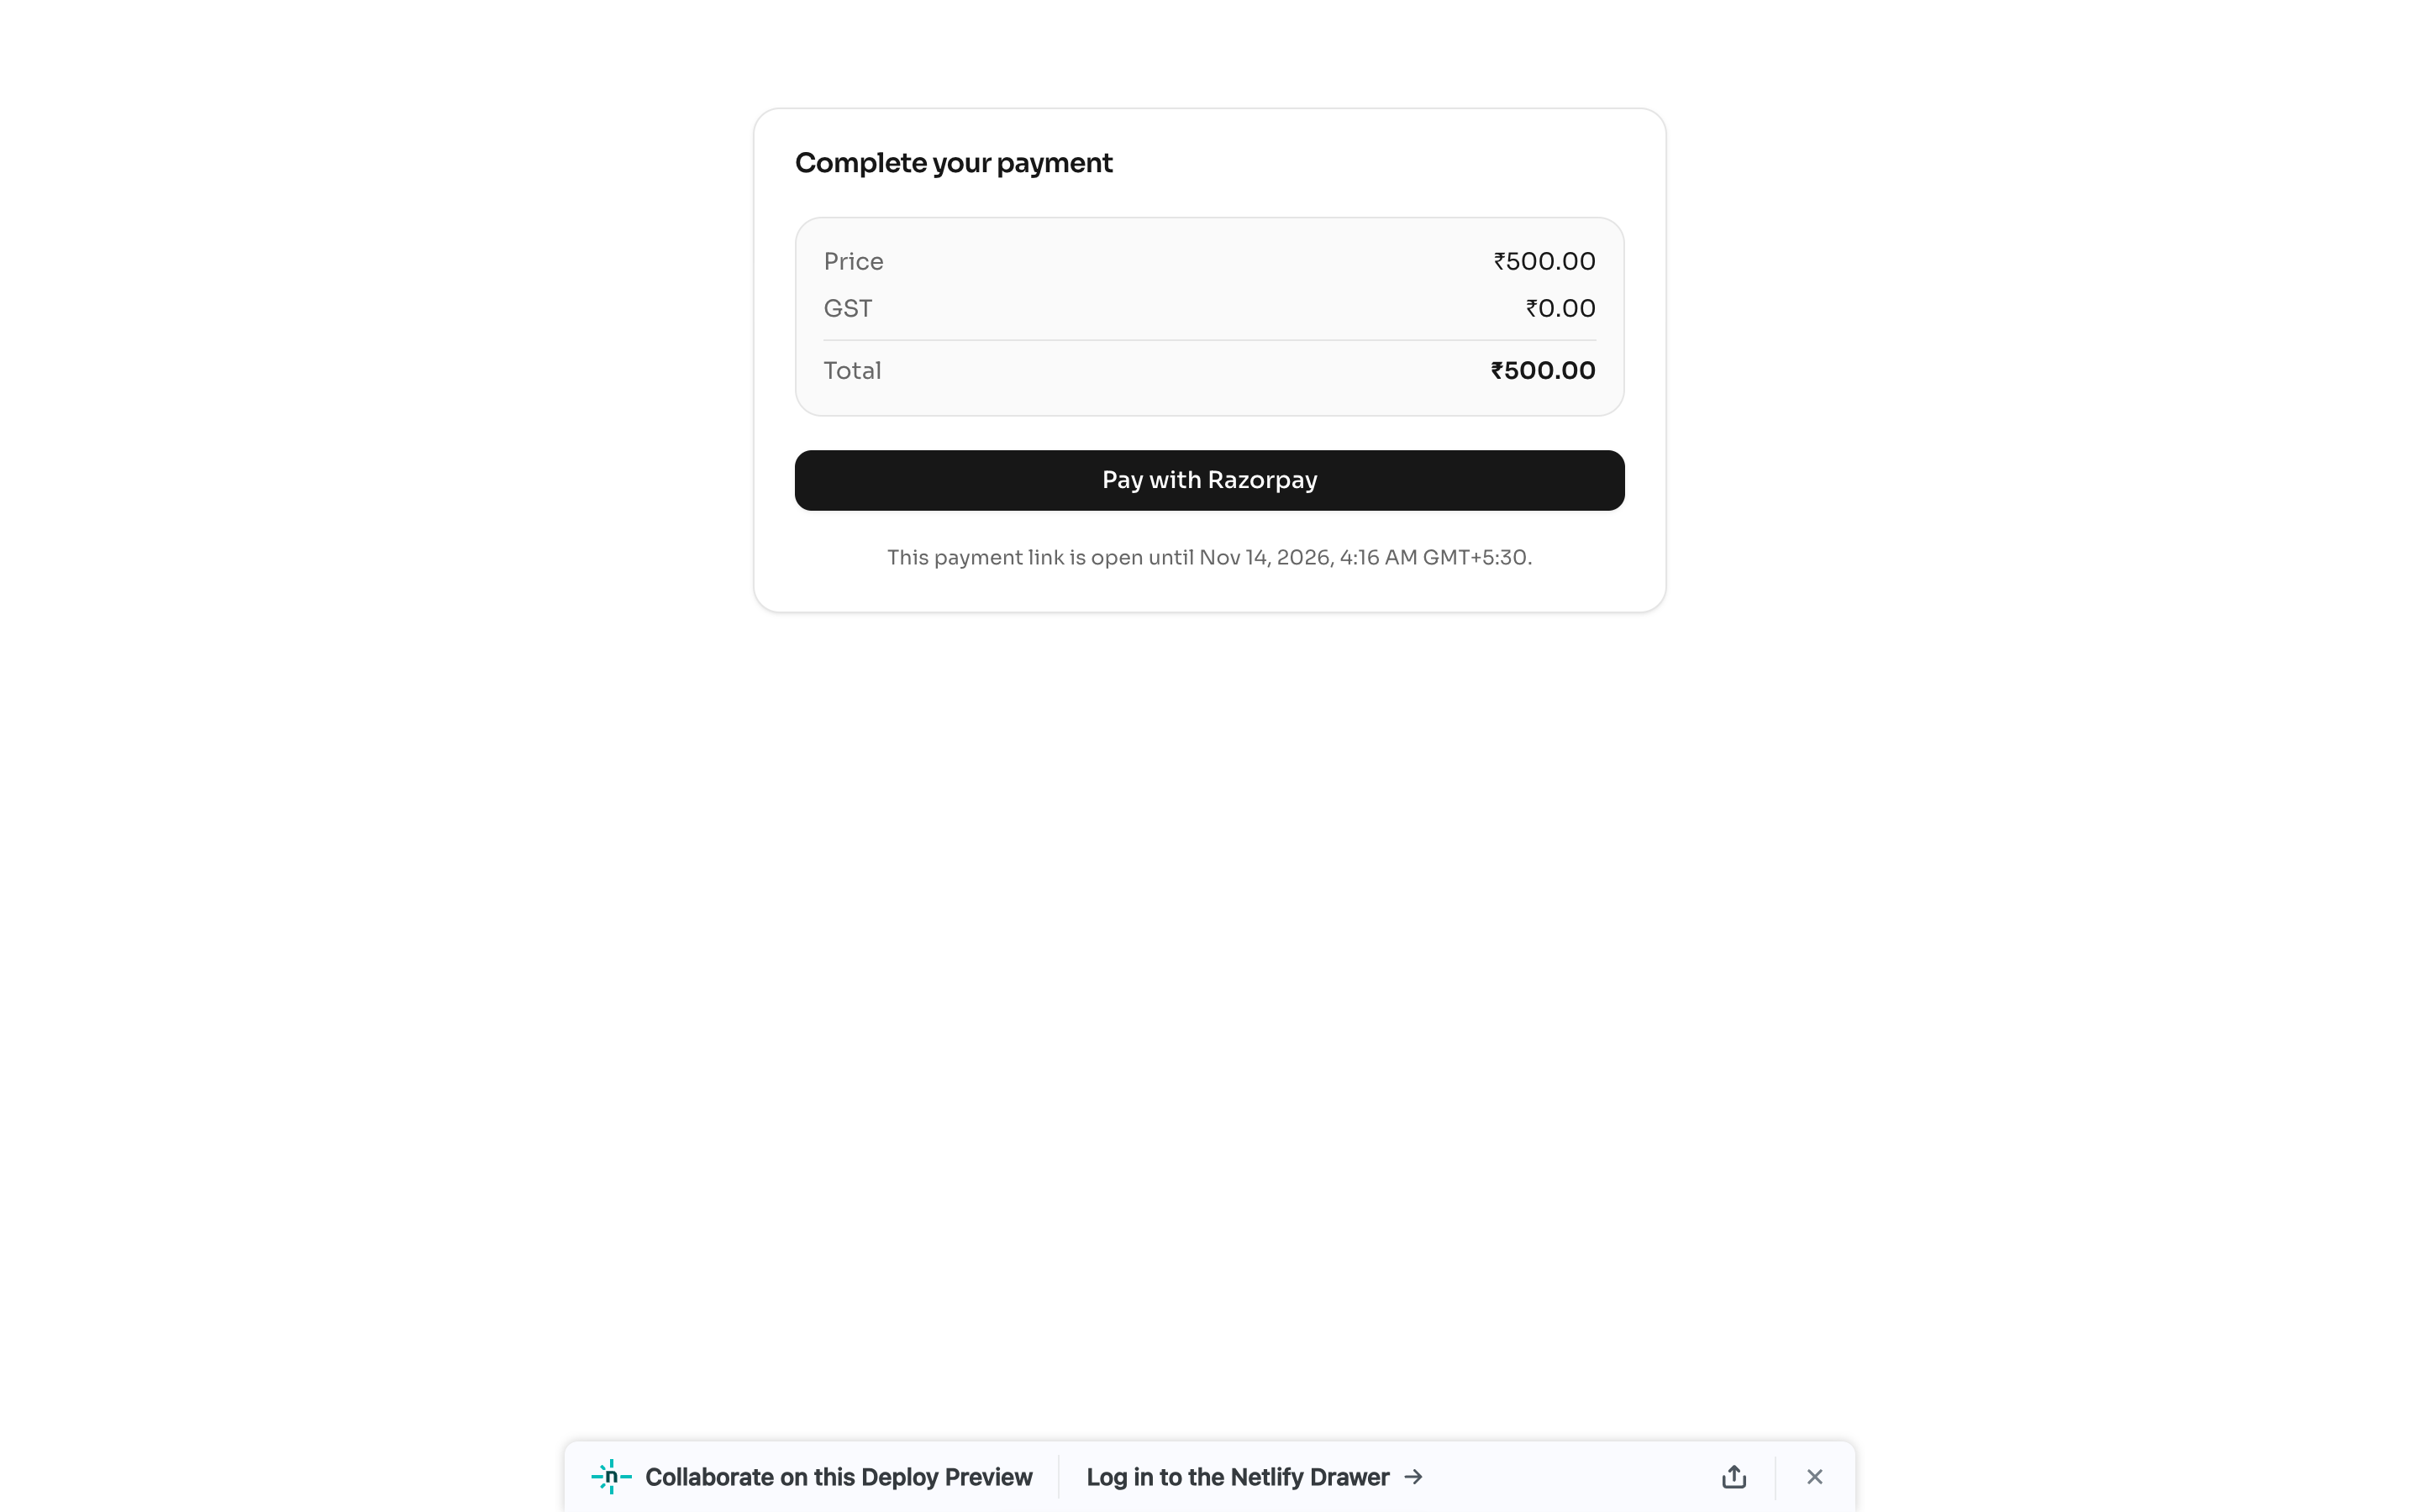 Complete your payment
Price ₹500.00
GST ₹0.00
Total ₹500.00
Pay with Razorpay
This payment link is open until Nov 14, 2026, 4:16 AM GMT+5:30.
n Collaborate on this Deploy Preview Log in to the Netlify Drawer →